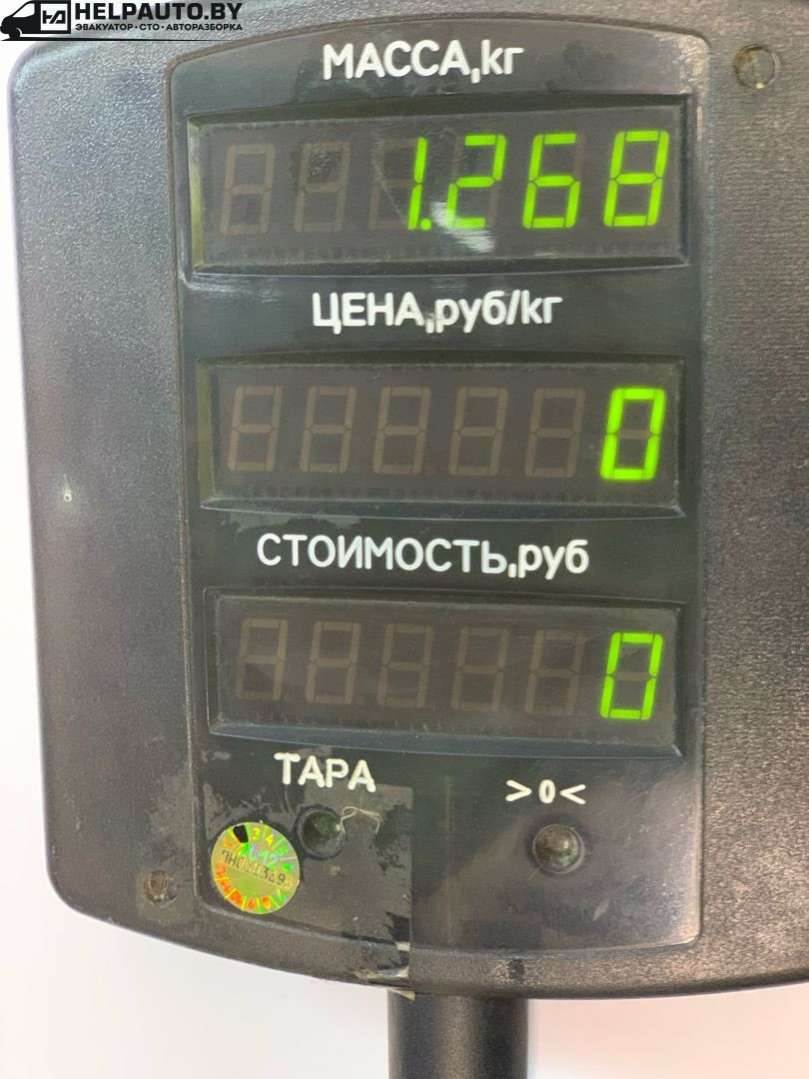 HELPAUTO.BY
ЭВАКУАТОР·СТО·АВТОРАЗБОРКА
МАССА,кг
1.268
ЦЕНА,руб/кг
0
СТОИМОСТЬ,руб
0
ТАРА
>0<